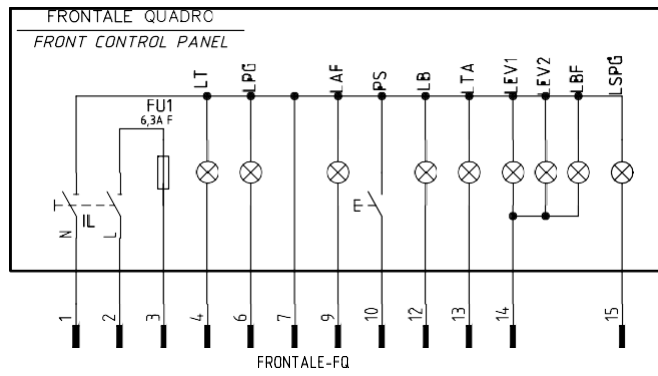 FRONTALE QUADRO
FRONT CONTROL PANEL
LT
LPG
LAF
PS
LB
LTA
LEV1
LEV2
LBF
LSPG
FU1
6,3A F
IL
N
L
E
1
2
3
4
6
7
9
10
12
13
14
15
FRONTALE-FQ